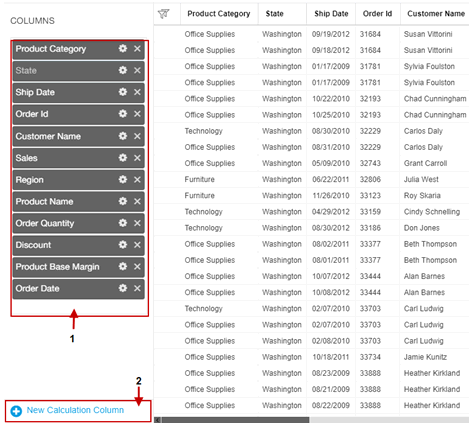 COLUMNS
Product Category
State
Ship Date
Order Id
Customer Name
Sales
Region
Product Name
Order Quantity
Discount
Product Base Margin
Order Date
1
2
New Calculation Column
Product Category State Ship Date Order Id Customer Name
Office Supplies Washington 09/19/2012 31684 Susan Vittorini
Office Supplies Washington 09/18/2012 31684 Susan Vittorini
Office Supplies Washington 01/17/2009 31781 Sylvia Foulston
Office Supplies Washington 01/17/2009 31781 Sylvia Foulston
Office Supplies Washington 10/22/2010 32193 Chad Cunningham
Office Supplies Washington 10/25/2010 32193 Chad Cunningham
Technology Washington 08/30/2010 32229 Carlos Daly
Office Supplies Washington 08/31/2010 32229 Carlos Daly
Office Supplies Washington 05/09/2010 32743 Grant Carroll
Furniture Washington 06/22/2011 32806 Julia West
Furniture Washington 11/26/2010 33123 Roy Skaria
Technology Washington 04/29/2012 33159 Cindy Schnelling
Technology Washington 08/30/2012 33186 Don Jones
Office Supplies Washington 08/02/2011 33377 Beth Thompson
Office Supplies Washington 08/01/2011 33377 Beth Thompson
Office Supplies Washington 10/07/2012 33444 Alan Barnes
Office Supplies Washington 10/08/2012 33444 Alan Barnes
Technology Washington 02/07/2010 33703 Carl Ludwig
Office Supplies Washington 02/07/2010 33703 Carl Ludwig
Office Supplies Washington 02/08/2010 33703 Carl Ludwig
Office Supplies Washington 10/18/2011 33734 Jamie Kunitz
Office Supplies Washington 08/23/2009 33888 Heather Kirkland
Office Supplies Washington 08/21/2009 33888 Heather Kirkland
Office Supplies Washington 08/22/2009 33888 Heather Kirkland